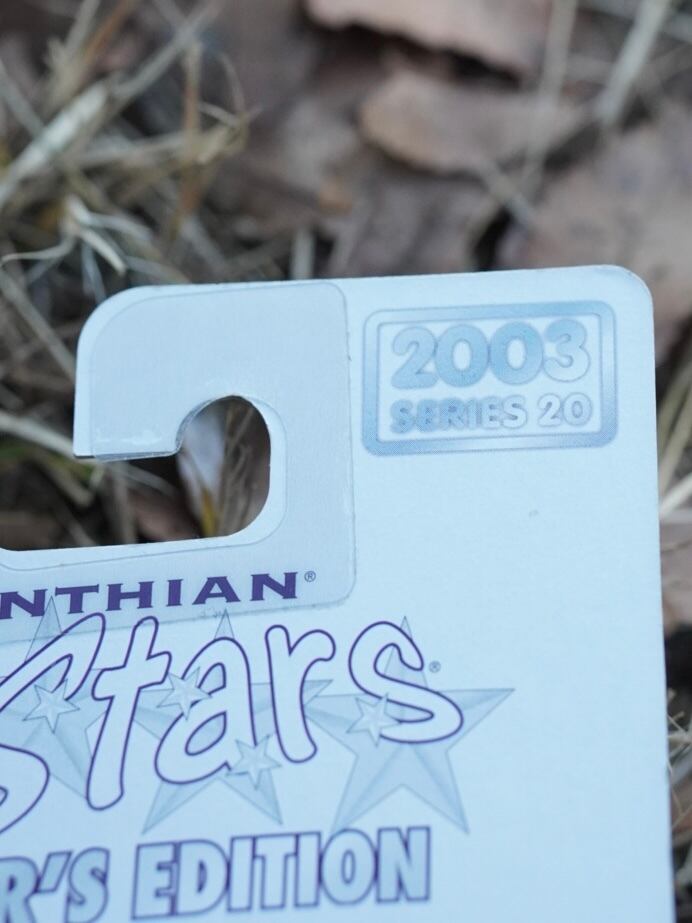 2003
SERIES 20
NTHIAN®
Stars®
R'S EDITION